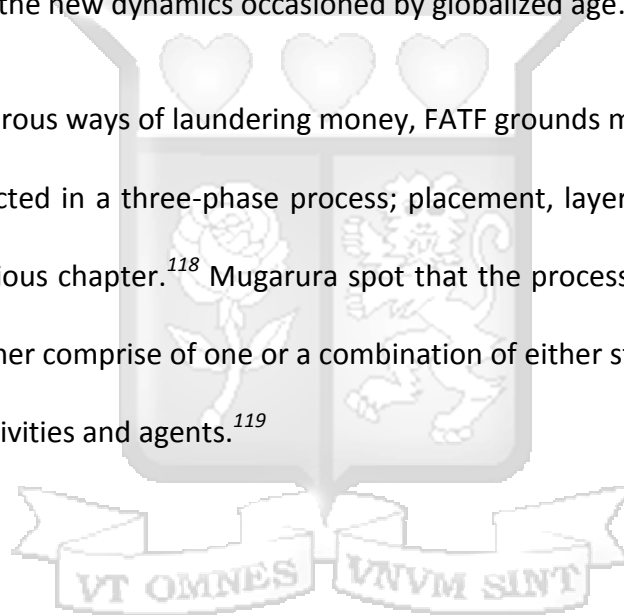 the new dynamics occasioned by globalized age.
rous ways of laundering money, FATF grounds m
cted in a three-phase process; placement, layer
ious chapter.118 Mugarura spot that the process
ner comprise of one or a combination of either st
tivities and agents.119
VT OMNES VNVM SINT